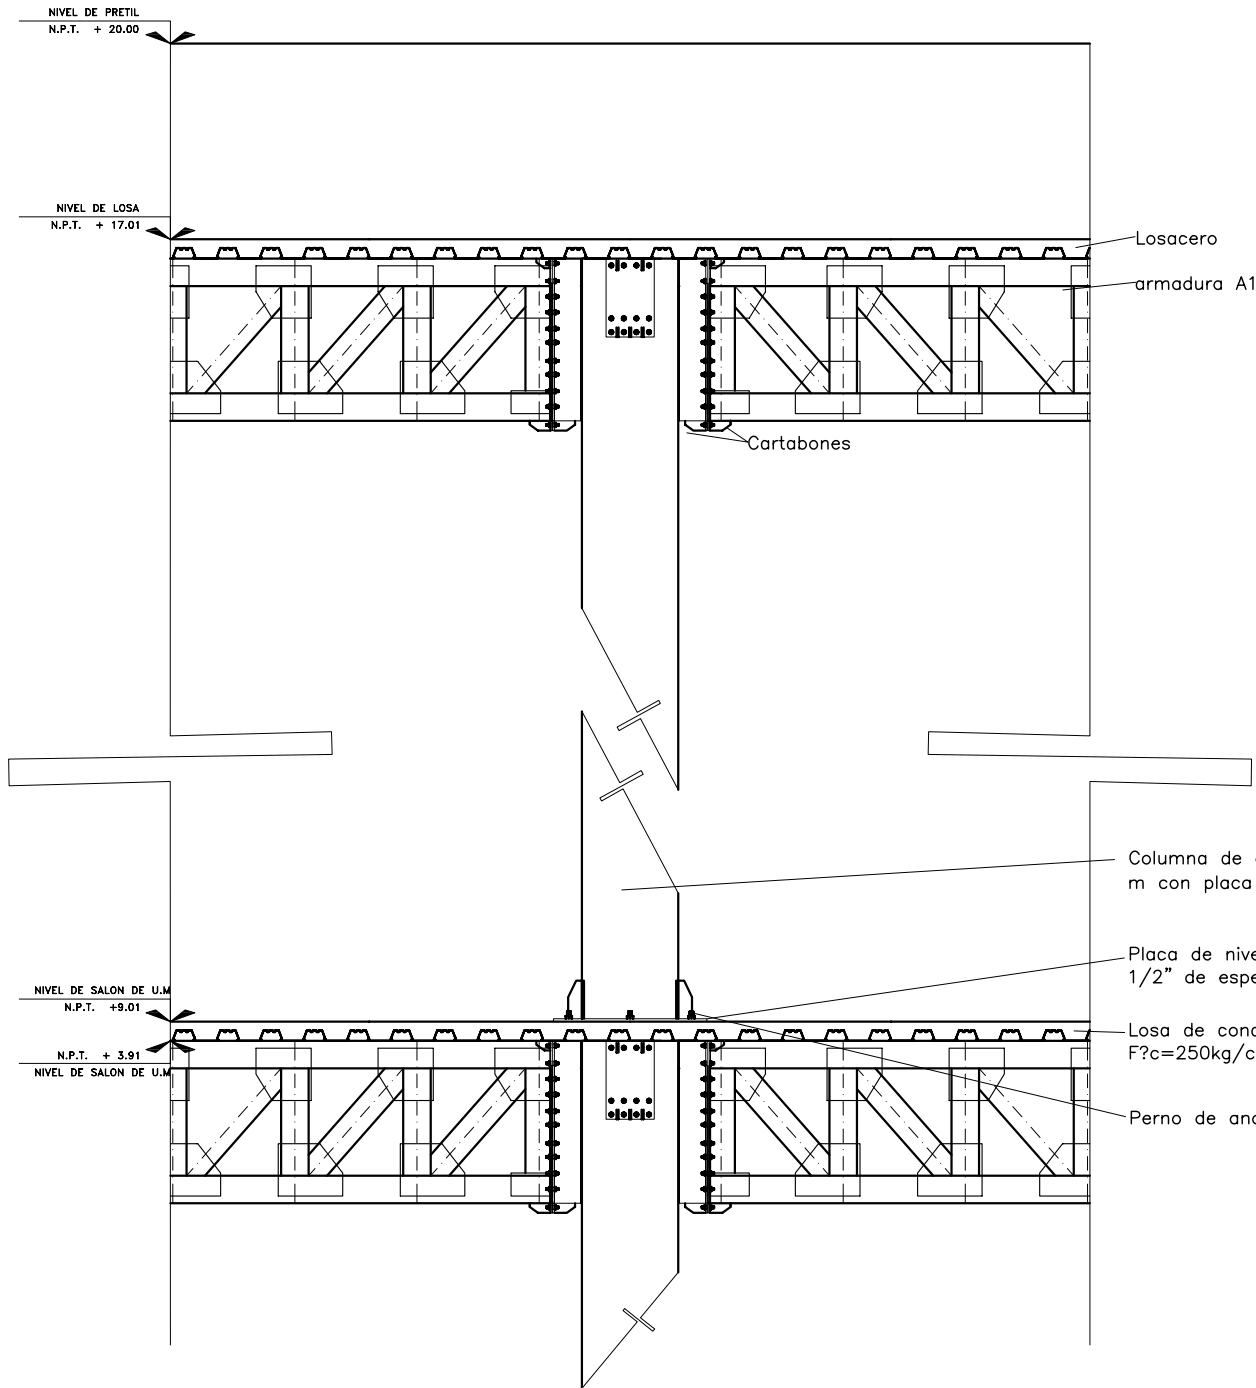 NIVEL DE PRETIL
N.P.T. + 20.00
NIVEL DE LOSA
N.P.T. + 17.01
Losacero
armadura A1
Cartabones
Columna de
m con placa
Placa de nive
1/2" de espe
NIVEL DE SALON DE U.M
N.P.T. +9.01
Losa de conc
F?c=250kg/c
N.P.T. + 3.91
NIVEL DE SALON DE U.M
Perno de anc